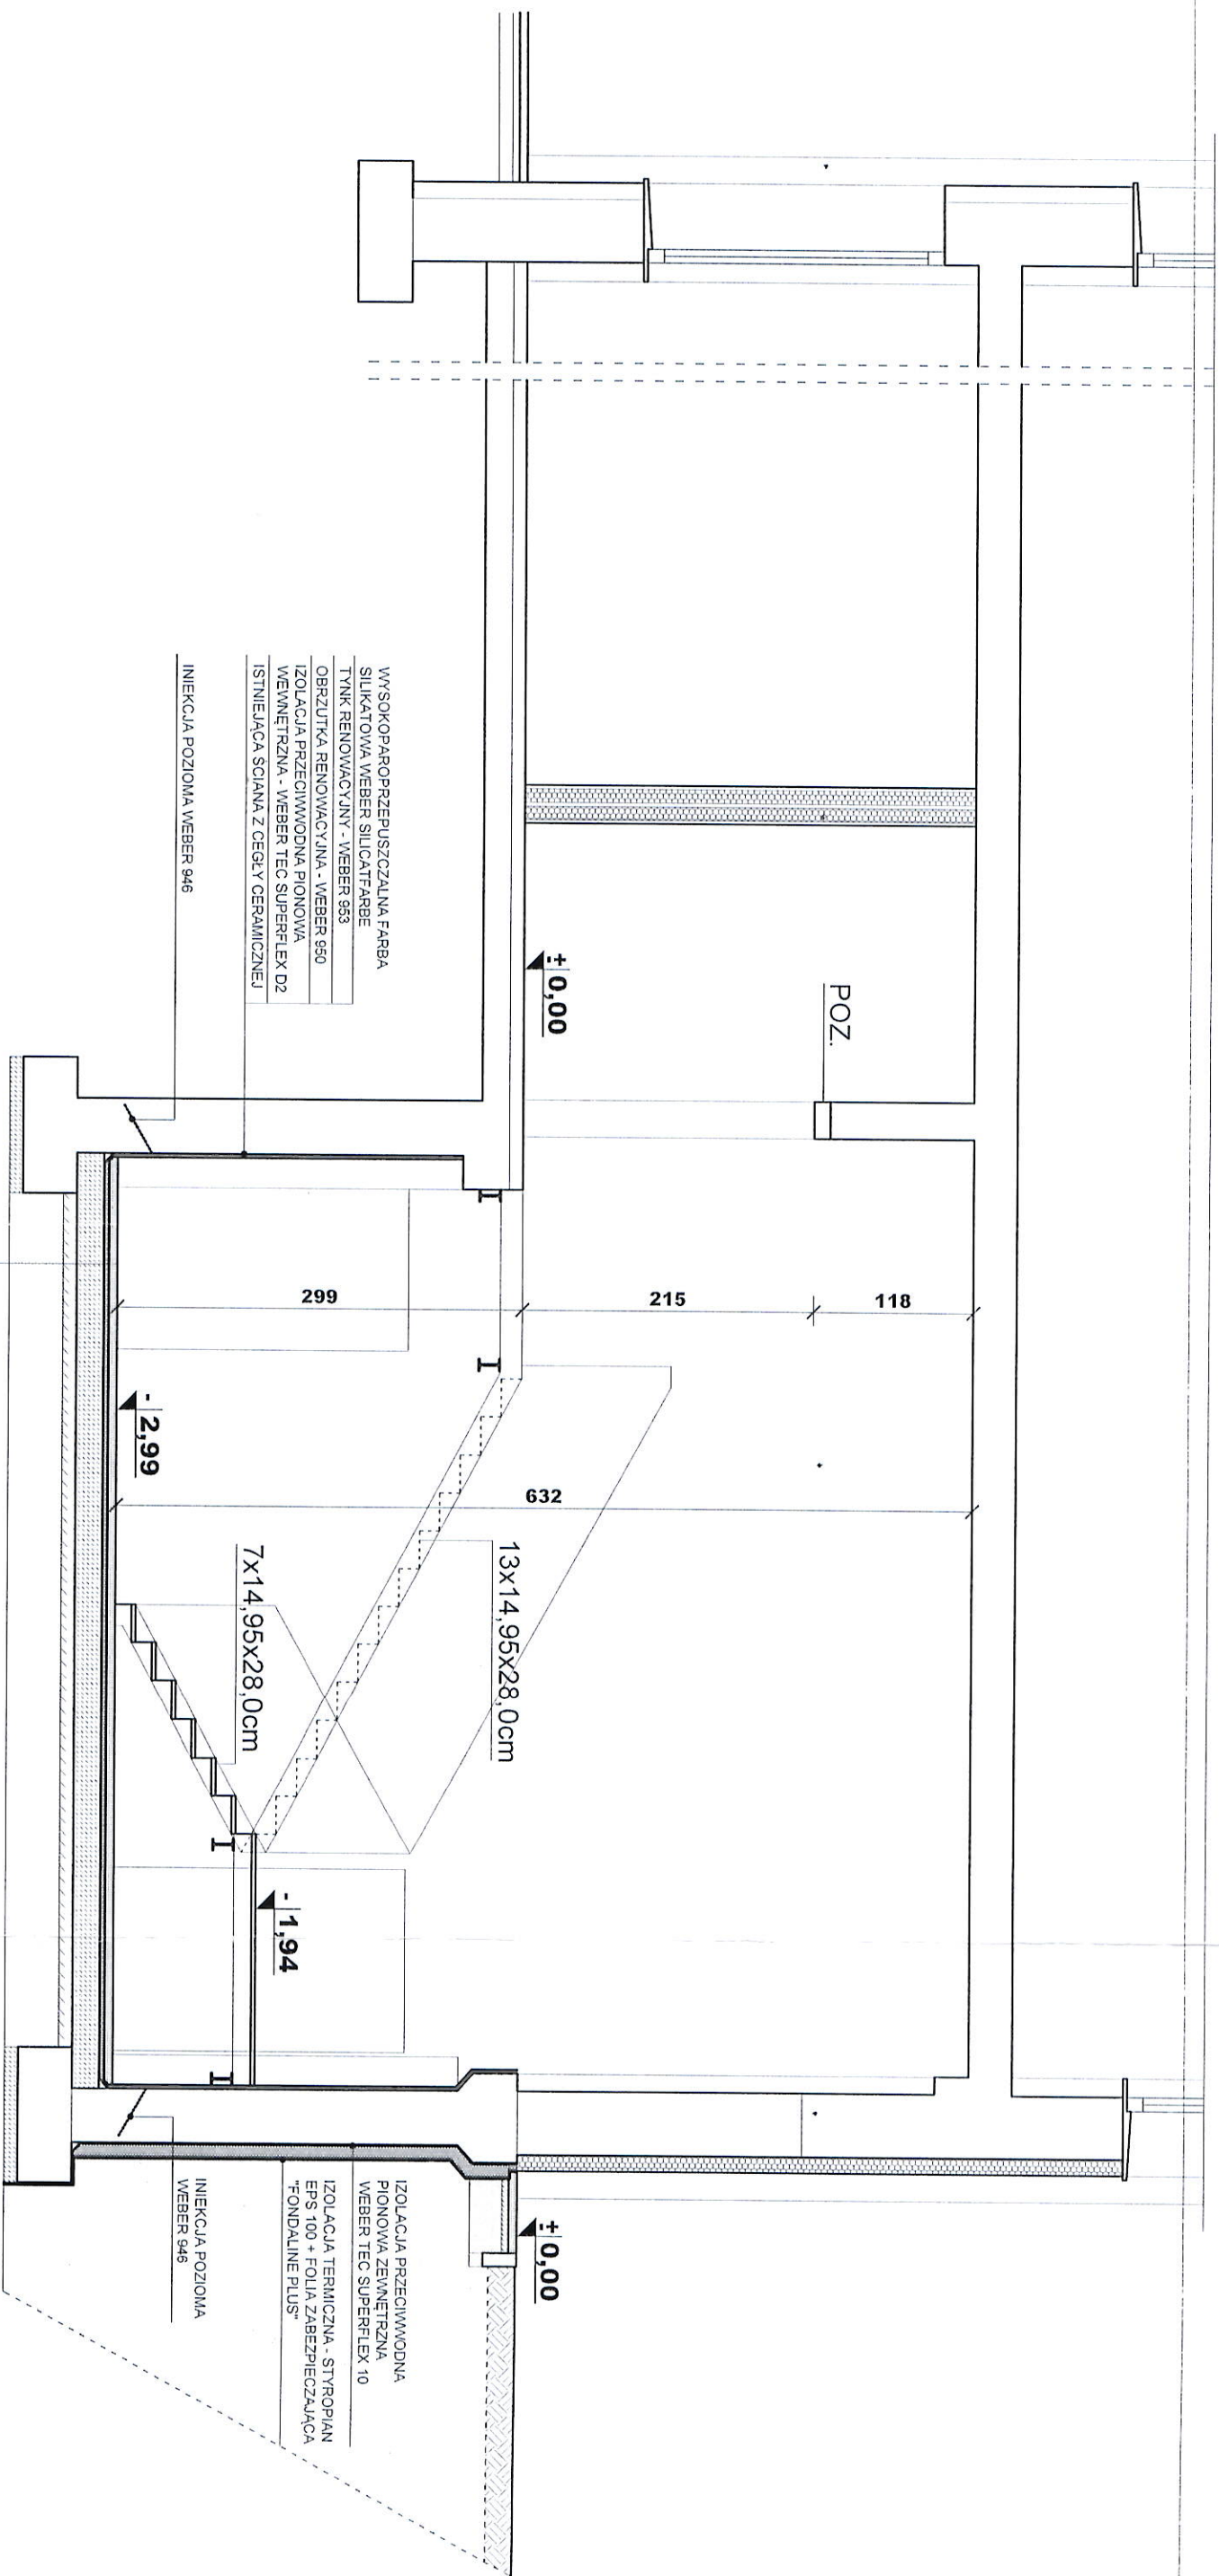 POZ.
± 0,00
118
215
299
632
- 2,99
13x14,95x28,0cm
7x14,95x28,0cm
- 1,94
± 0,00
WYSOKOPAROPRZEPUSZCZALNA FARBA
SILIKATOWA WEBER SILICATFARBE
TYNK RENOWACYJNY - WEBER 953
OBRZUTKA RENOWACYJNA - WEBER 950
IZOLACJA PRZECIWWODNA PIONOWA
WEWNĘTRZNA - WEBER TEC SUPERFLEX D2
ISTNIEJĄCA ŚCIANA Z CEGŁY CERAMICZNEJ
INIEKCJA POZIOMA WEBER 946
IZOLACJA PRZECIWWODNA
PIONOWA ZEWNĘTRZNA
WEBER TEC SUPERFLEX 10
IZOLACJA TERMICZNA - STYROPIAN
EPS 100 + FOLIA ZABEZPIECZAJĄCA
"FONDALINE PLUS"
INIEKCJA POZIOMA
WEBER 946